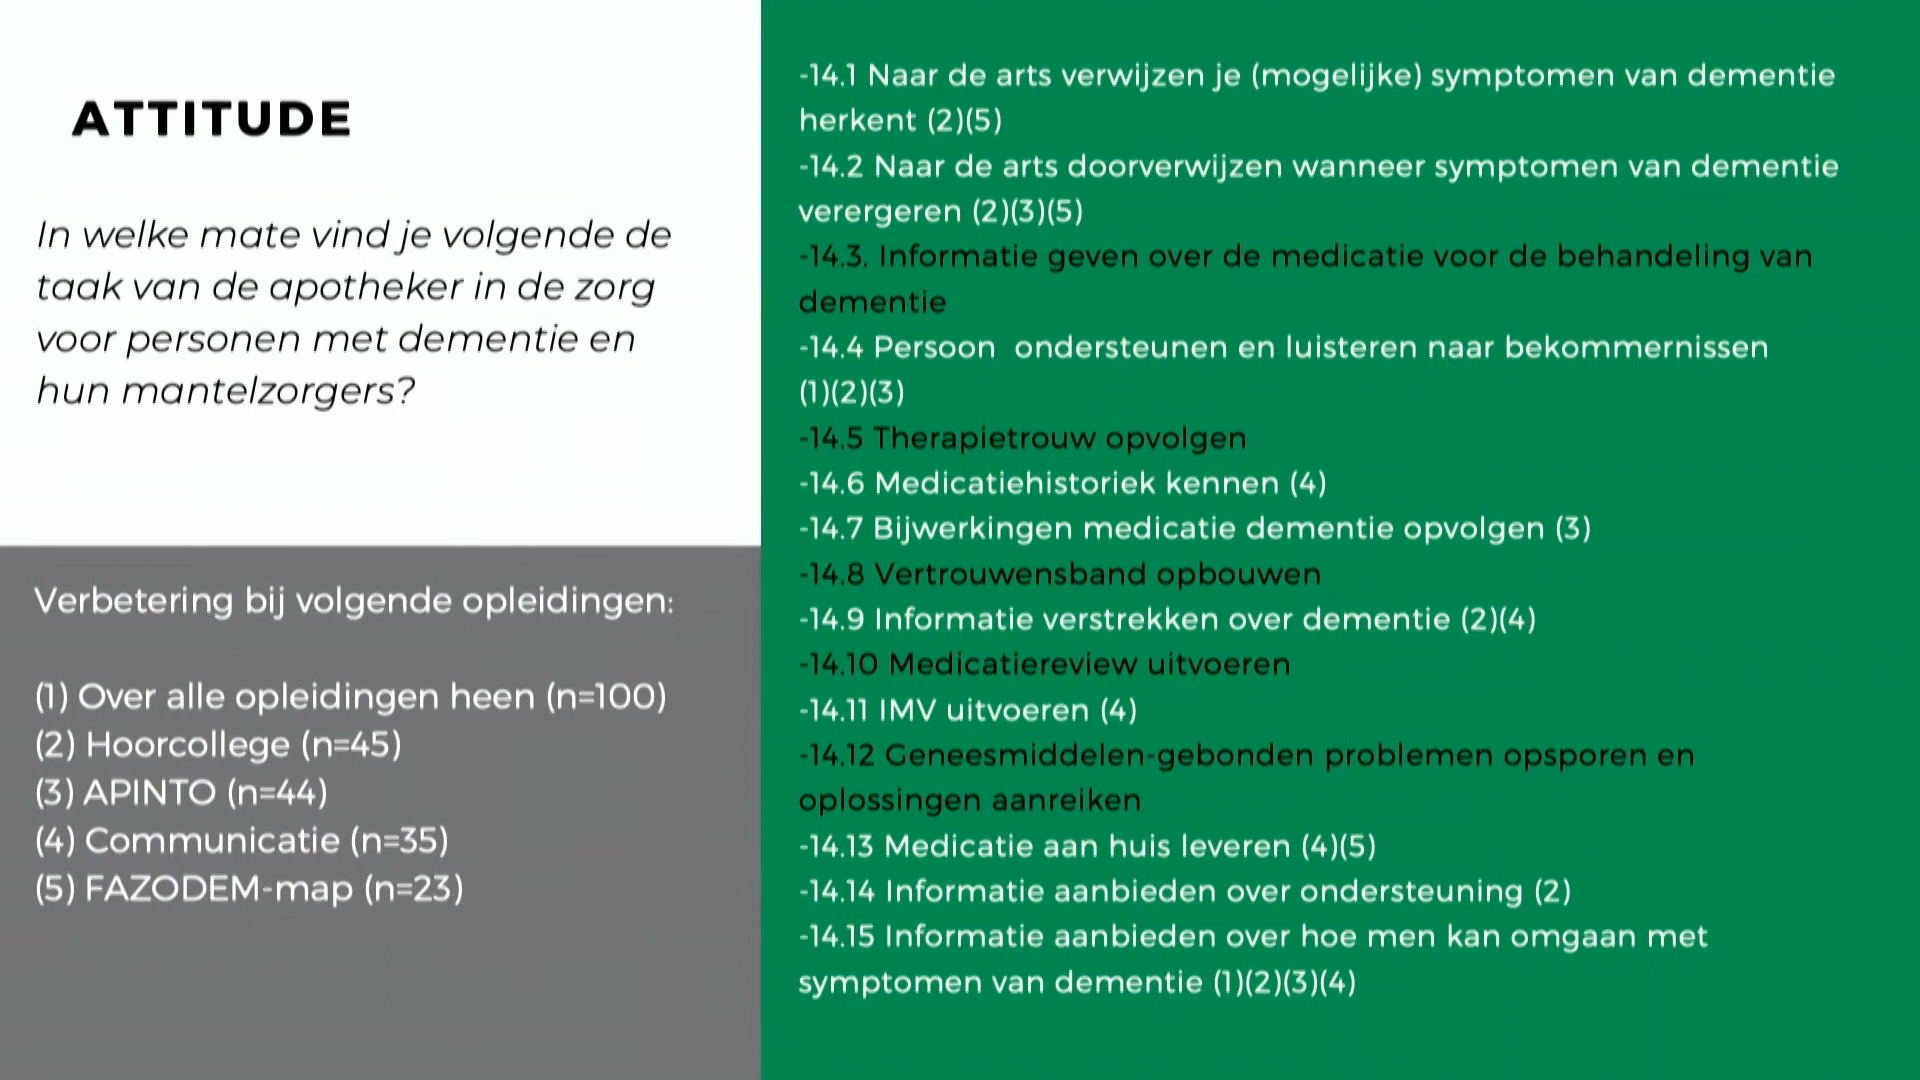 ATTITUDE
In welke mate vind je volgende de
taak van de apotheker in de zorg
voor personen met dementie en
hun mantelzorgers?
Verbetering bij volgende opleidingen:
(1) Over alle opleidingen heen (n=100)
(2) Hoorcollege (n=45)
(3) APINTO (n=44)
(4) Communicatie (n=35)
(5) FAZODEM-map (n=23)
-14.1 Naar de arts verwijzen je (mogelijke) symptomen van dementie
herkent (2)(5)
-14.2 Naar de arts doorverwijzen wanneer symptomen van dementie
verergeren (2)(3)(5)
-14.3. Informatie geven over de medicatie voor de behandeling van
dementie
-14.4 Persoon  ondersteunen en luisteren naar bekommernissen
(1)(2)(3)
-14.5 Therapietrouw opvolgen
-14.6 Medicatiehistoriek kennen (4)
-14.7 Bijwerkingen medicatie dementie opvolgen (3)
-14.8 Vertrouwensband opbouwen
-14.9 Informatie verstrekken over dementie (2)(4)
-14.10 Medicatiereview uitvoeren
-14.11 IMV uitvoeren (4)
-14.12 Geneesmiddelen-gebonden problemen opsporen en
oplossingen aanreiken
-14.13 Medicatie aan huis leveren (4)(5)
-14.14 Informatie aanbieden over ondersteuning (2)
-14.15 Informatie aanbieden over hoe men kan omgaan met
symptomen van dementie (1)(2)(3)(4)